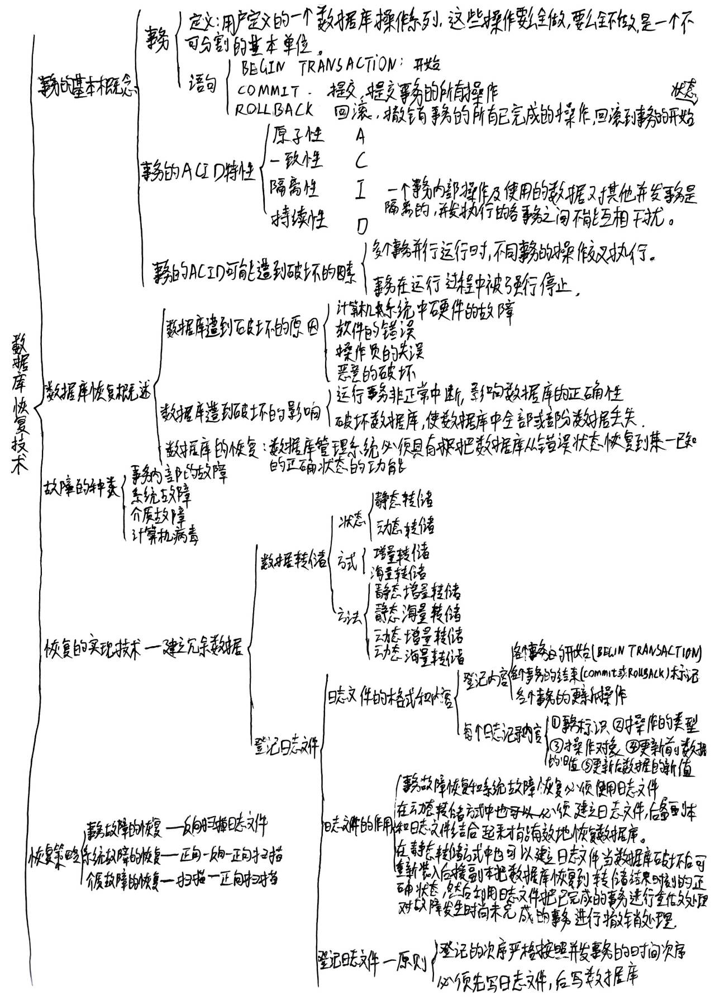 数据库恢复技术
事务的基本概念
事务
定义:用户定义的一个数据库操作系列,这些操作要么全做,要么全不做,是一个不
可分割的基本单位。
语句
BEGIN TRANSACTION: 开始
COMMIT. 提交,提交事务的所有操作
状态
ROLLBACK 回滚,撤销事务的所有已完成的操作,回滚到事务的开始
事务的ACID特性
原子性 A
一致性 C
隔离性 I 一个事务内部操作及使用的数据对其他并发事务是
隔离的,并发执行的各事务之间不能互相干扰。
持续性 D
事务的ACID可能遭到破坏的因素
多个事务并行运行时,不同事务的操作交叉执行。
事务在运行过程中被强行停止.
数据库恢复概述
数据库遭到破坏的原因
计算机系统中硬件的故障
软件的错误
操作员的失误
恶意的破坏
数据库遭到破坏的影响
运行事务非正常中断,影响数据库的正确性
破坏数据库,使数据库中全部或部分数据丢失.
数据库的恢复:数据库管理系统必须具有把数据库从错误状态恢复到某一已知
的正确状态的功能
故障的种类
事务内部的故障
系统故障
介质故障
计算机病毒
恢复的实现技术—建立冗余数据
数据转储
状态
静态转储
动态转储
方式
增量转储
海量转储
方法
静态增量转储
静态海量转储
动态增量转储
动态海量转储
登记日志文件
日志文件的格式和内容
登记内容
各个事务的开始(BEGIN TRANSACTION)
各个事务的结束(COMMIT或ROLLBACK)标记
各个事务的更新操作
每个日志记录内容
①事务标识、②操作的类型
③操作对象 ④更新前数据
的旧值 ⑤更新后数据的新值
日志文件的作用
事务故障恢复和系统故障恢复必须使用日志文件
在动态转储方式中必须建立日志文件,后备副本
和日志文件结合起来才能有效地恢复数据库。
在静态转储方式中也可以建立日志文件,当数据库破坏后可
重新装入后援副本把数据库恢复到转储结束时刻的正
确状态,然后利用日志文件把已完成的事务进行重做处理
对故障发生时尚未完成的事务进行撤销处理.
登记日志文件—原则
登记的次序严格按照并发事务的时间次序
必须先写日志文件,后写数据库
恢复策略
事务故障的恢复—反向扫描日志文件
系统故障的恢复—正向—反向—正向扫描
介质故障的恢复—扫描—正向扫描